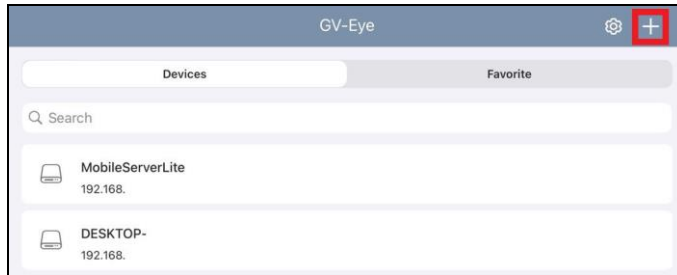 GV-Eye
Devices
Favorite
Search
MobileServerLite
192.168.
DESKTOP-
192.168.